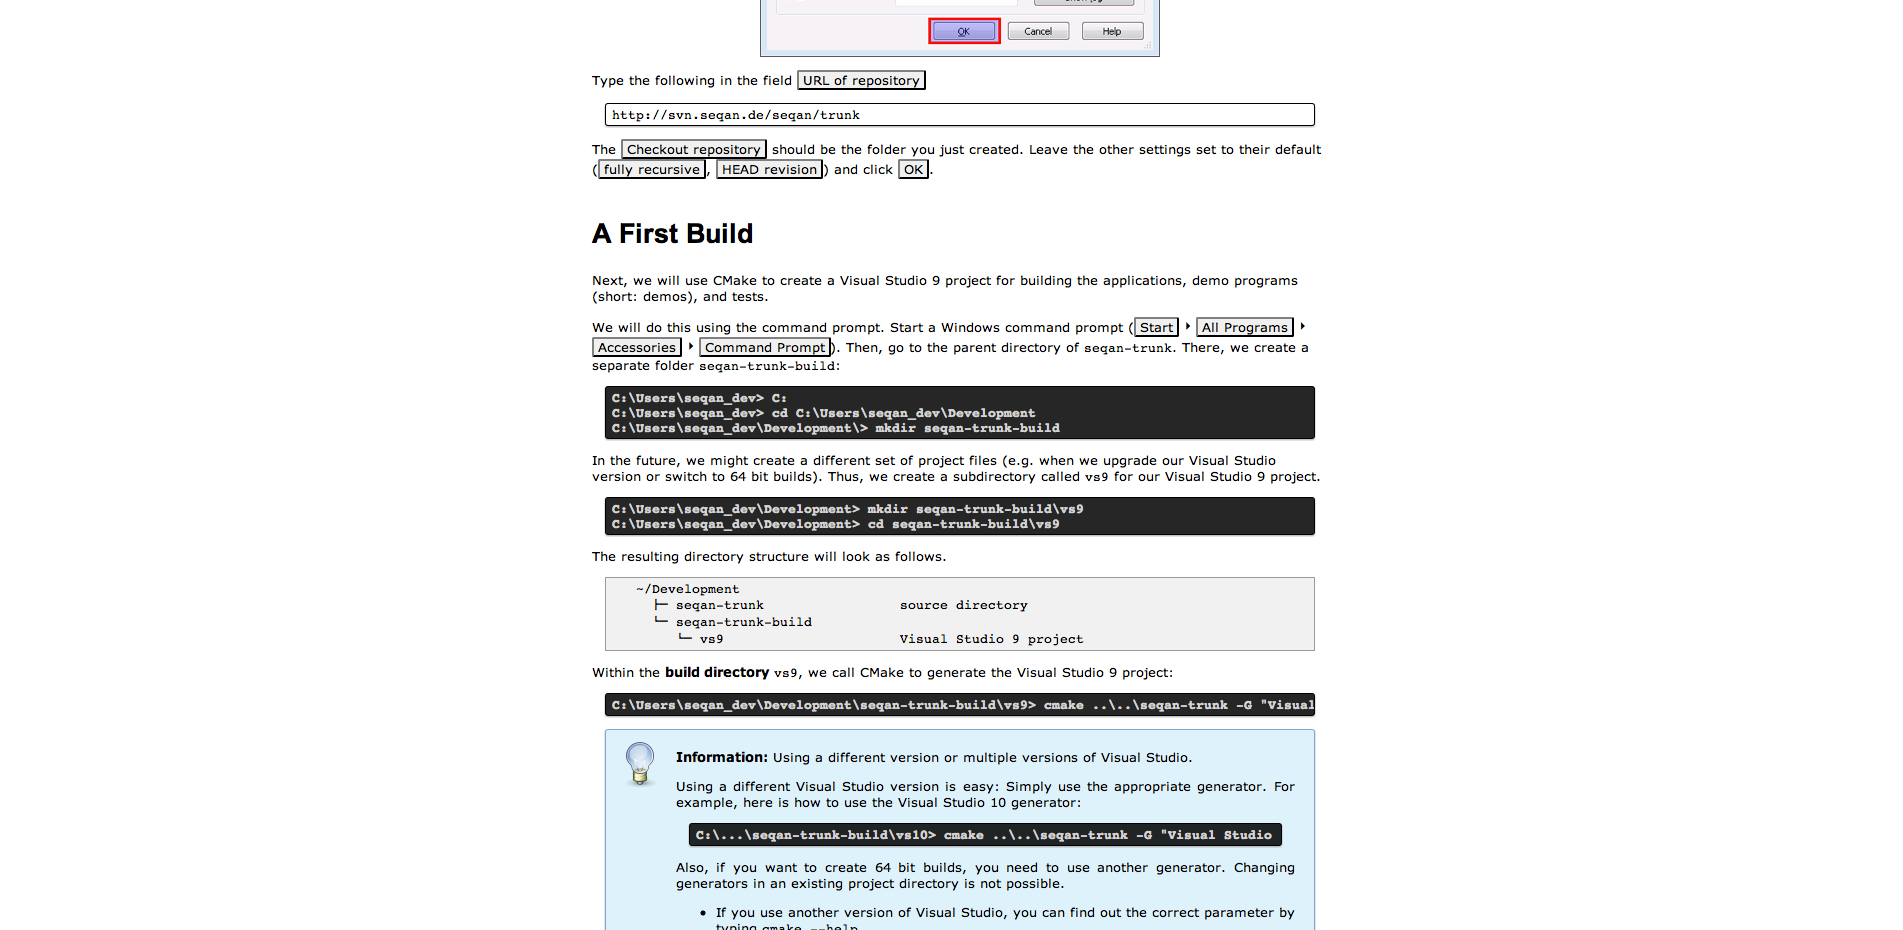 OK Cancel Help
Type the following in the field URL of repository
http://svn.seqan.de/seqan/trunk
The Checkout repository should be the folder you just created. Leave the other settings set to their default
(fully recursive, HEAD revision) and click OK.
A First Build
Next, we will use CMake to create a Visual Studio 9 project for building the applications, demo programs
(short: demos), and tests.
We will do this using the command prompt. Start a Windows command prompt (Start ‣ All Programs ‣
Accessories ‣ Command Prompt). Then, go to the parent directory of seqan-trunk. There, we create a
separate folder seqan-trunk-build:
C:\Users\seqan_dev> C:
C:\Users\seqan_dev> cd C:\Users\seqan_dev\Development
C:\Users\seqan_dev\Development\> mkdir seqan-trunk-build
In the future, we might create a different set of project files (e.g. when we upgrade our Visual Studio
version or switch to 64 bit builds). Thus, we create a subdirectory called vs9 for our Visual Studio 9 project.
C:\Users\seqan_dev\Development> mkdir seqan-trunk-build\vs9
C:\Users\seqan_dev\Development> cd seqan-trunk-build\vs9
The resulting directory structure will look as follows.
~/Development
├─ seqan-trunk source directory
└─ seqan-trunk-build
└─ vs9 Visual Studio 9 project
Within the build directory vs9, we call CMake to generate the Visual Studio 9 project:
C:\Users\seqan_dev\Development\seqan-trunk-build\vs9> cmake ..\..\seqan-trunk -G "Visual
Information: Using a different version or multiple versions of Visual Studio.
Using a different Visual Studio version is easy: Simply use the appropriate generator. For
example, here is how to use the Visual Studio 10 generator:
C:\...\seqan-trunk-build\vs10> cmake ..\..\seqan-trunk -G "Visual Studio
Also, if you want to create 64 bit builds, you need to use another generator. Changing
generators in an existing project directory is not possible.
• If you use another version of Visual Studio, you can find out the correct parameter by
typing cmake --help